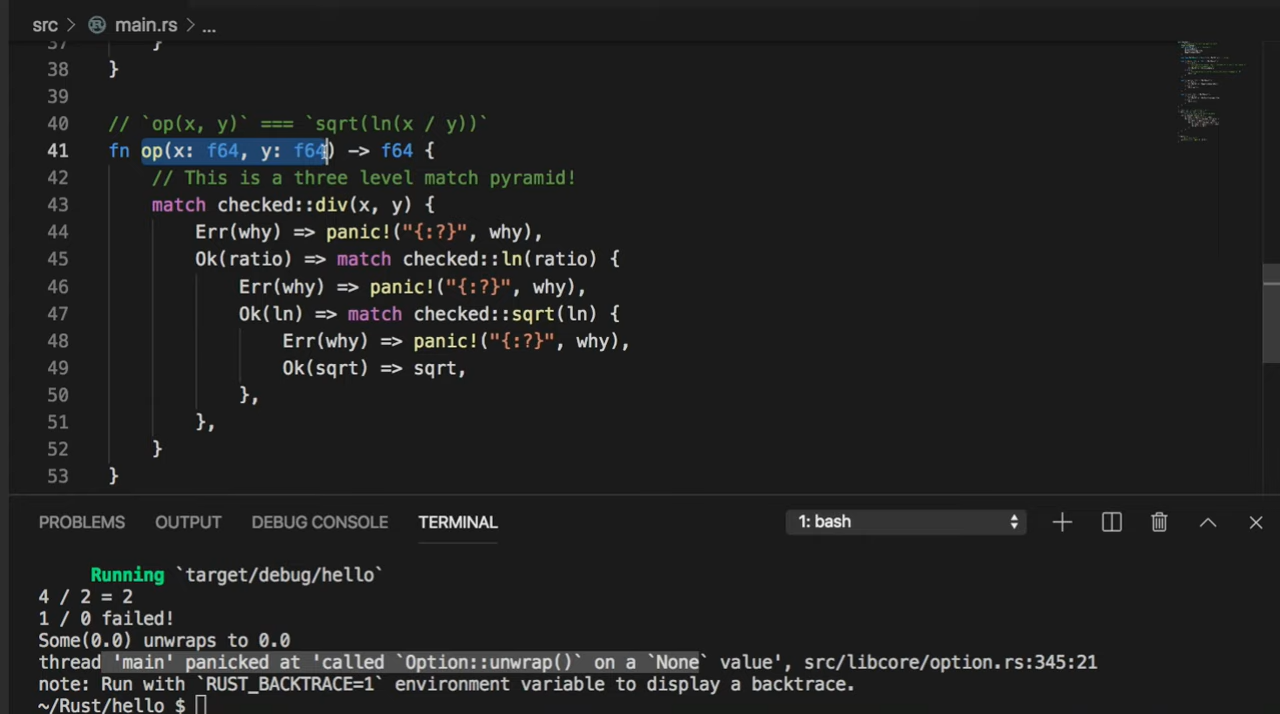 src > main.rs > ...
37 }
38 }
39
40 // `op(x, y)` === `sqrt(ln(x / y))`
41 fn op(x: f64, y: f64) -> f64 {
42 // This is a three level match pyramid!
43 match checked::div(x, y) {
44 Err(why) => panic!("{:?}", why),
45 Ok(ratio) => match checked::ln(ratio) {
46 Err(why) => panic!("{:?}", why),
47 Ok(ln) => match checked::sqrt(ln) {
48 Err(why) => panic!("{:?}", why),
49 Ok(sqrt) => sqrt,
50 },
51 },
52 }
53 }
PROBLEMS OUTPUT DEBUG CONSOLE TERMINAL 1: bash
Running `target/debug/hello`
4 / 2 = 2
1 / 0 failed!
Some(0.0) unwraps to 0.0
thread 'main' panicked at 'called `Option::unwrap()` on a `None` value', src/libcore/option.rs:345:21
note: Run with `RUST_BACKTRACE=1` environment variable to display a backtrace.
~/Rust/hello $